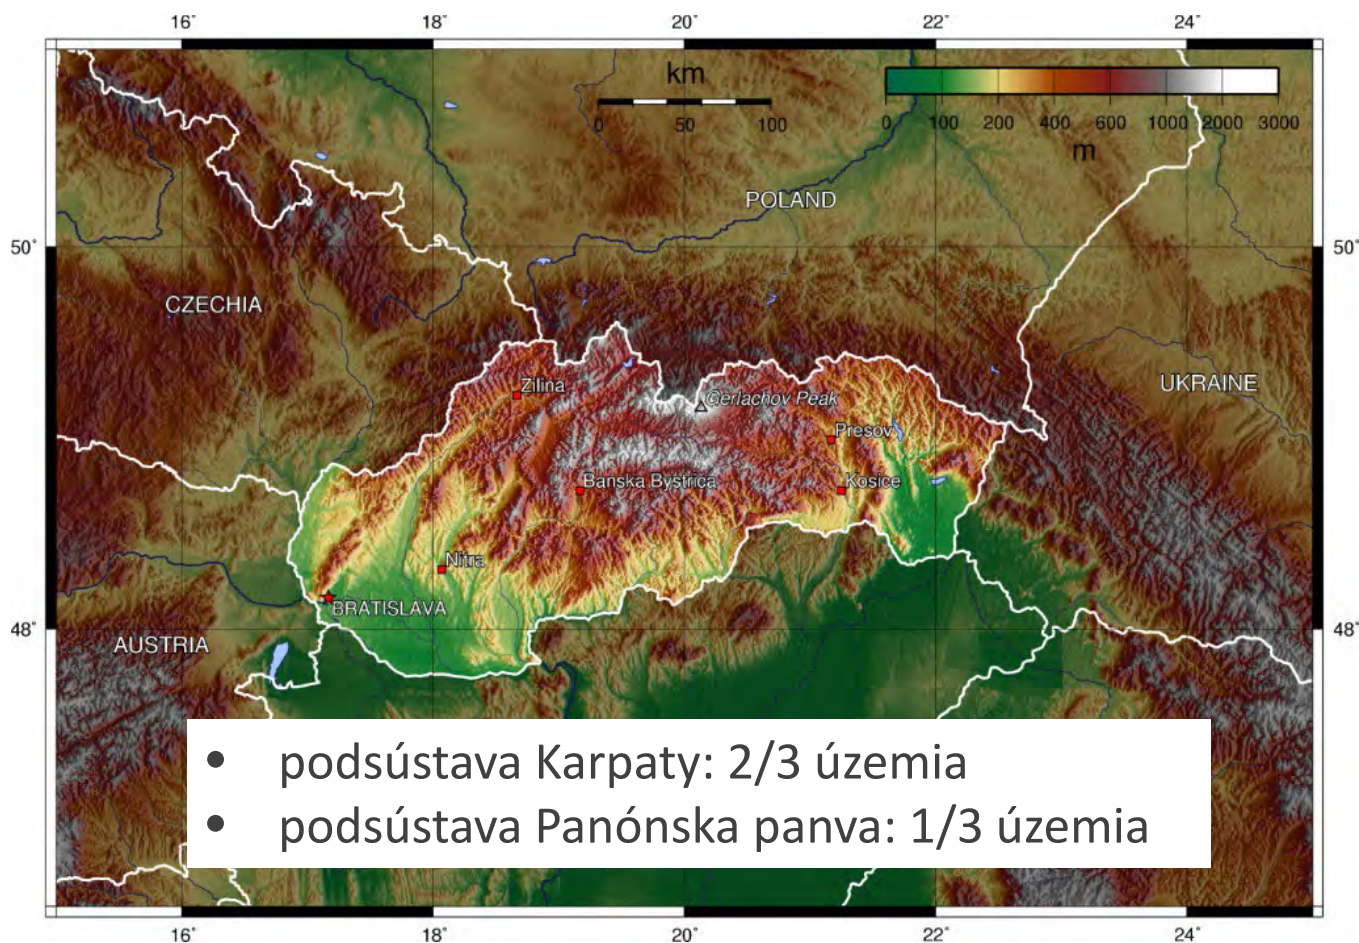 16° 18° 20° 22° 24°
km
0 50 100
0 100 200 400 600 1000 2000 3000
m
POLAND
50° 50°
CZECHIA
UKRAINE
Zilina
Gerlachov Peak
Presov
Banska Bystrica
Kosice
Nitra
BRATISLAVA
48° 48°
AUSTRIA
• podsústava Karpaty: 2/3 územia
• podsústava Panónska panva: 1/3 územia
16° 18° 20° 22° 24°